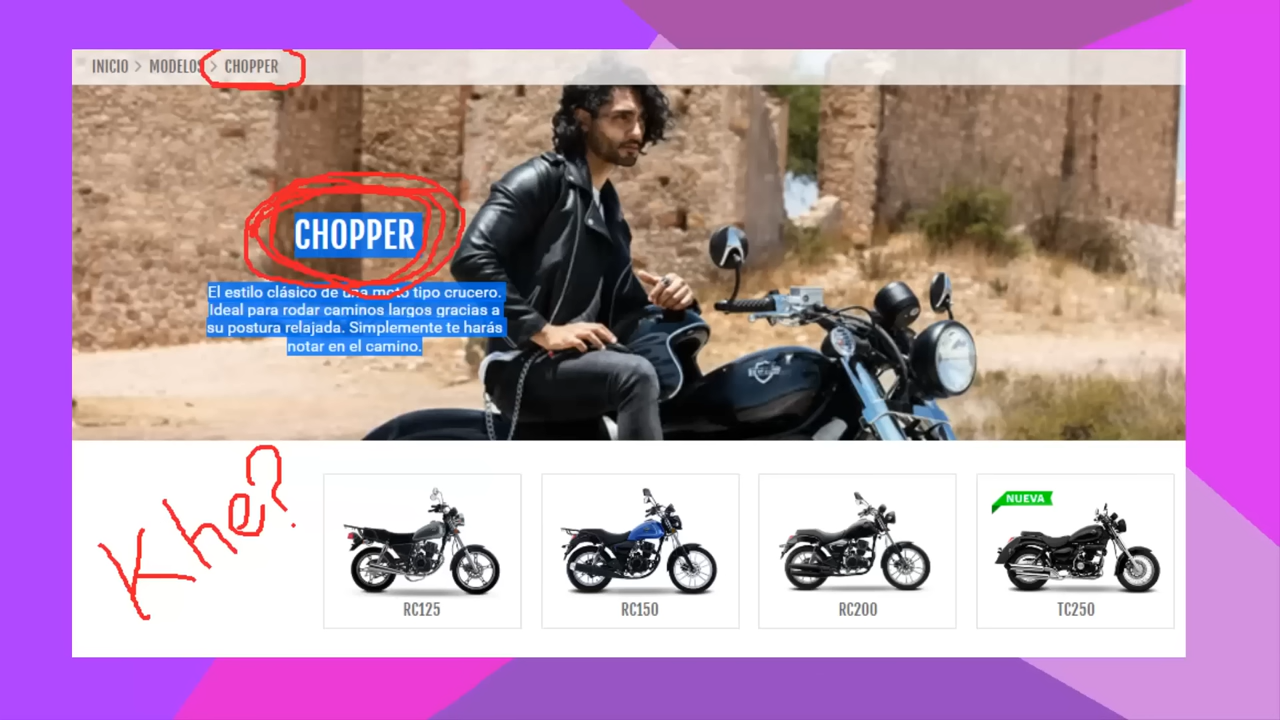 INICIO > MODELOS > CHOPPER
CHOPPER
El estilo clásico de una moto tipo crucero.
Ideal para rodar caminos largos gracias a
su postura relajada. Simplemente te harás
notar en el camino.
Khe?
NUEVA
RC125
RC150
RC200
TC250